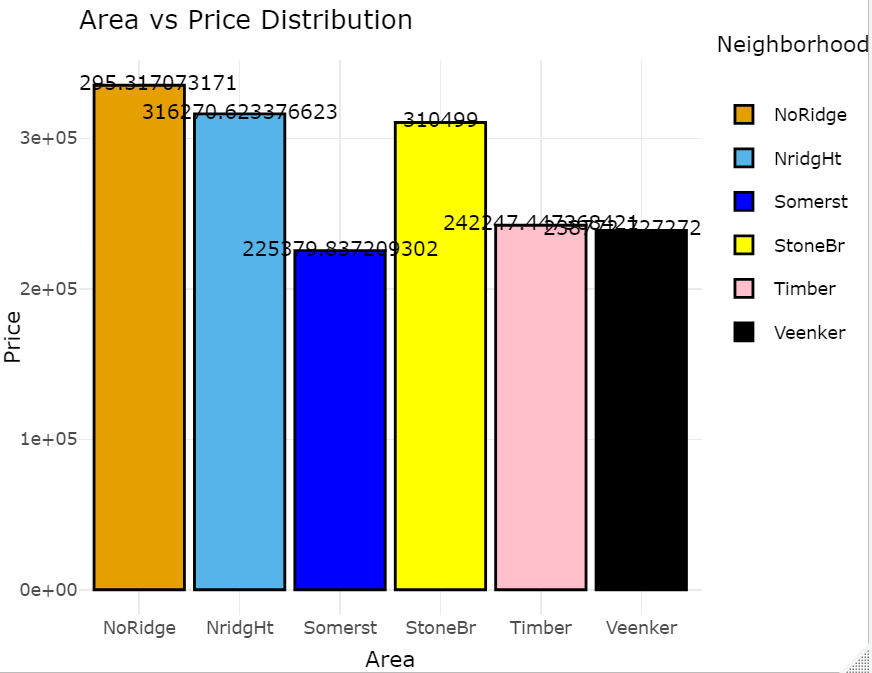 Area vs Price Distribution
Neighborhood
NoRidge
NridgHt
Somerst
StoneBr
Timber
Veenker
295.317073171
316270.623376623
225379.837209302
310499
242247.447368421
3e+05
2e+05
1e+05
0e+00
Price
NoRidge NridgHt Somerst StoneBr Timber Veenker
Area